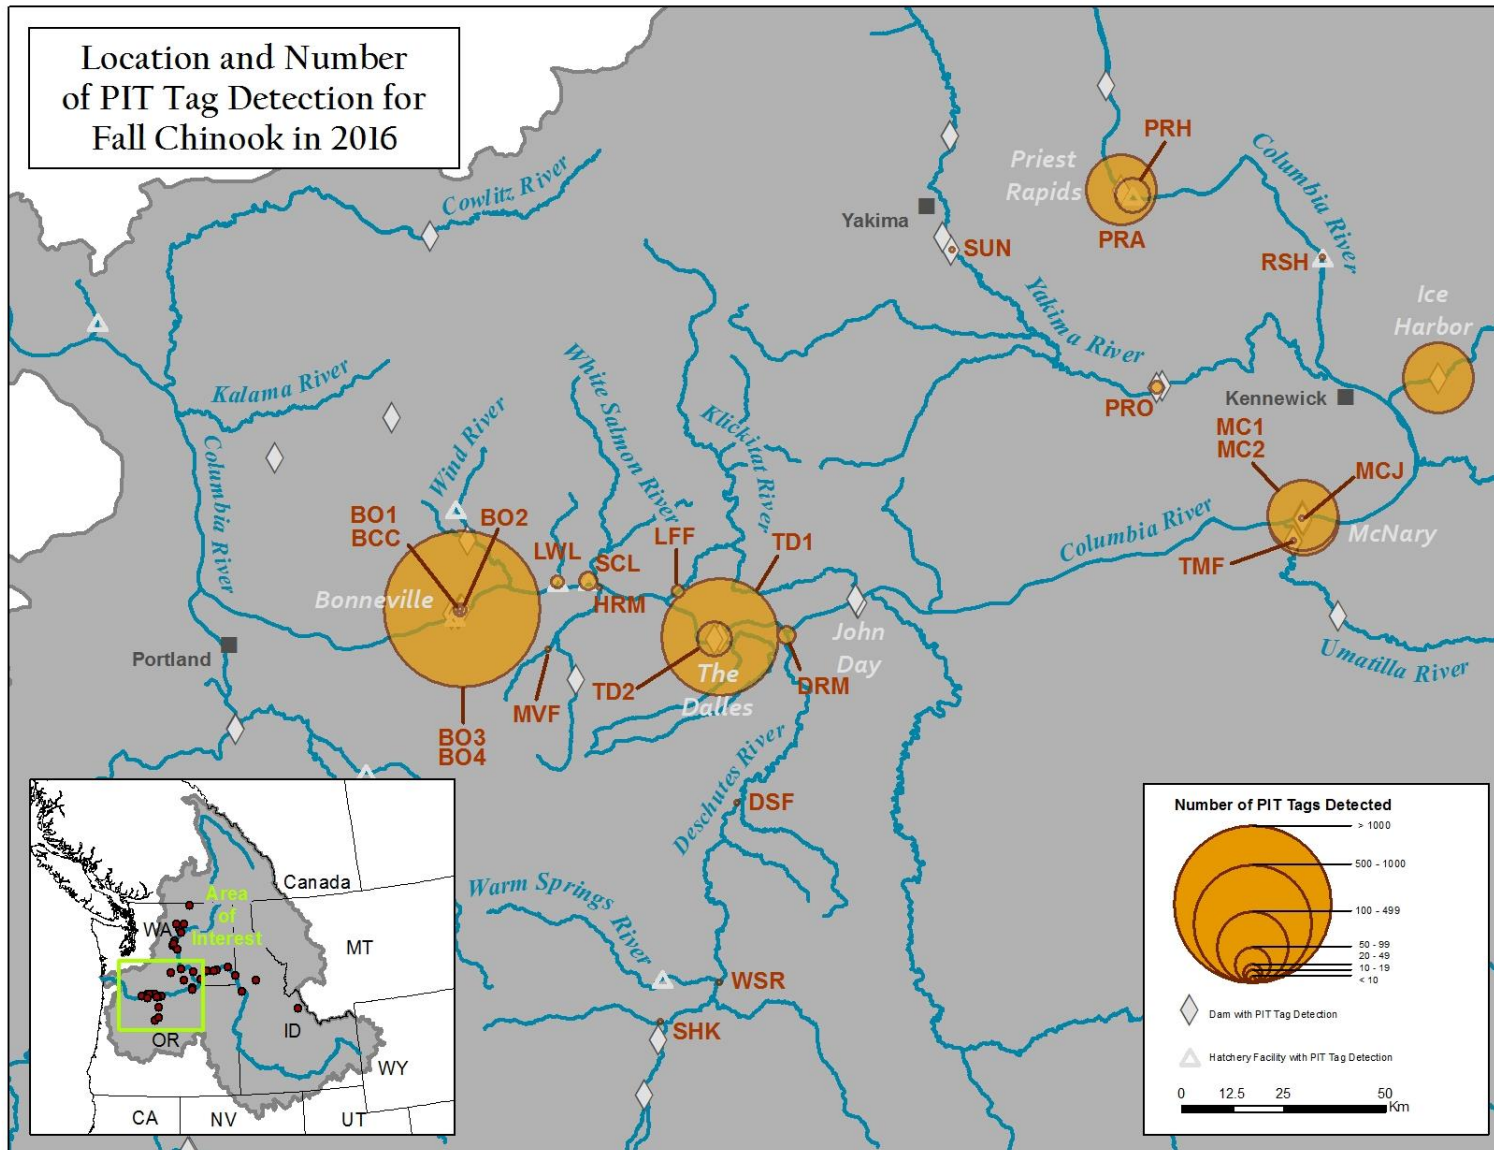 Location and Number
of PIT Tag Detection for
Fall Chinook in 2016
Cowlitz River
Priest
Rapids
PRH
PRA
Columbia
River
Yakima
SUN
RSH
Ice
Harbor
Yakima River
PRO
Kennewick
MC1
MC2
MCJ
McNary
TMF
Columbia River
Umatilla River
Kalama River
Columbia River
Wind River
White Salmon River
Klickitat River
BO1
BCC
BO2
LWL
SCL
HRM
LFF
TD1
Bonneville
Portland
BO3
BO4
MVF
TD2
The
Dalles
DRM
John
Day
Deschutes River
DSF
Warm Springs
River
WSR
SHK
Canada
Area
of
Interest
WA
MT
OR
ID
WY
CA
NV
UT
Number of PIT Tags Detected
> 1000
500 - 1000
100 - 499
50 - 99
20 - 49
10 - 19
< 10
Dam with PIT Tag Detection
Hatchery Facility with PIT Tag Detection
0 12.5 25 50
Km